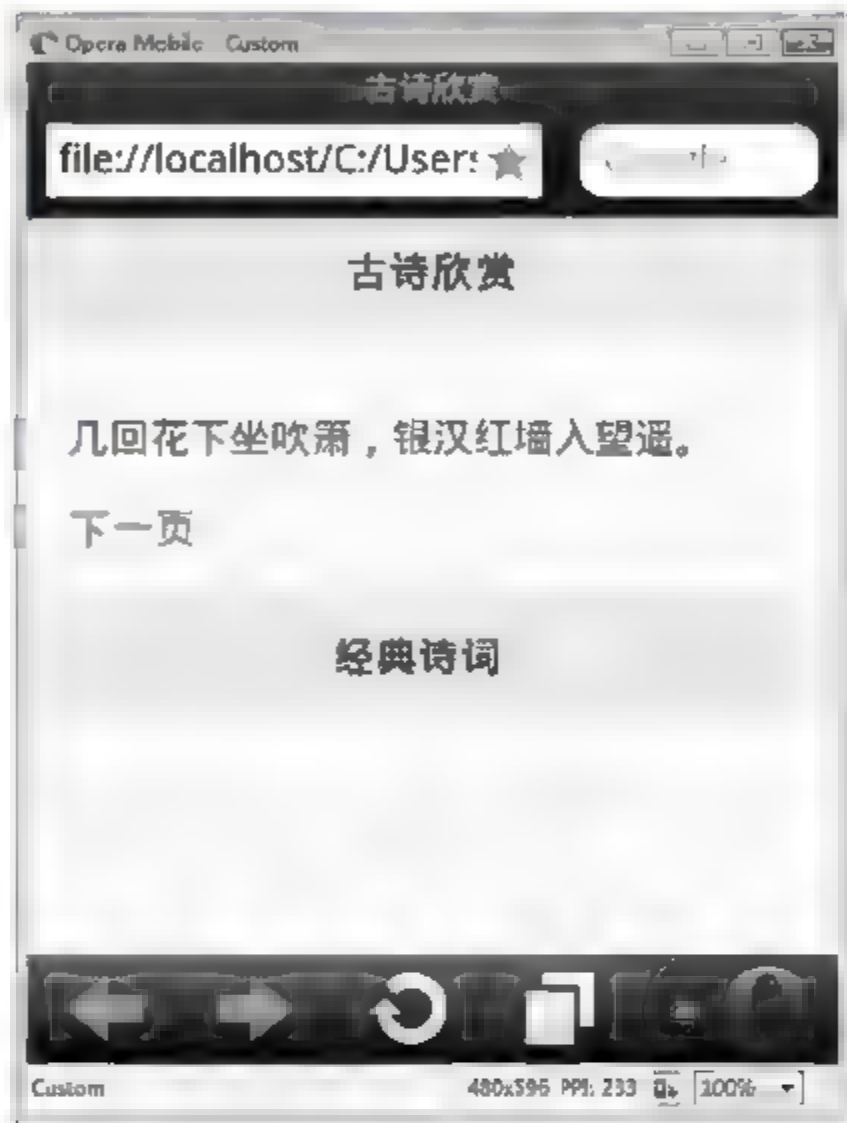 Opera Mobile Custom
古诗欣赏
file://localhost/C:/User:
古诗欣赏
几回花下坐吹萧，银汉红墙入望遥。
下一页
经典诗词
Custom
480x596 PPI: 233
100%